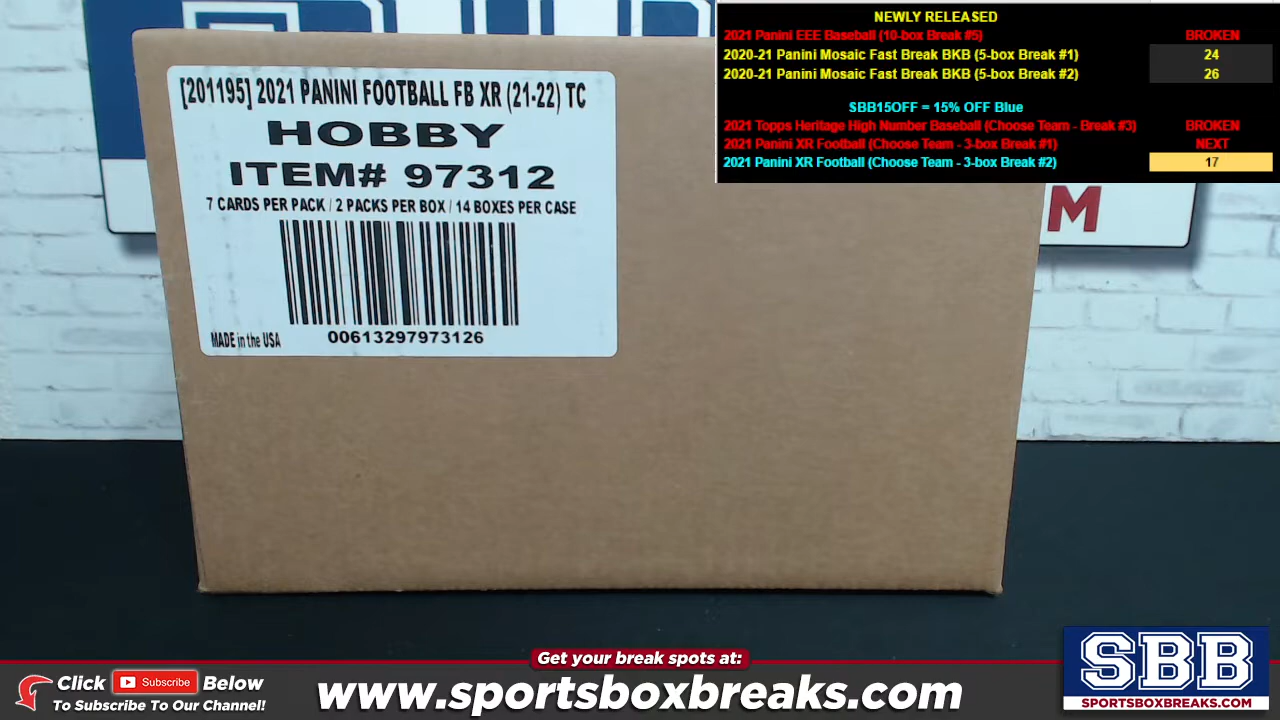 [201195] 2021 PANINI FOOTBALL FB XR (21-22) TC
HOBBY
ITEM# 97312
7 CARDS PER PACK / 2 PACKS PER BOX / 14 BOXES PER CASE
MADE in the USA
00613297973126
NEWLY RELEASED
2021 Panini EEE Baseball (10-box Break #5) BROKEN
2020-21 Panini Mosaic Fast Break BKB (5-box Break #1) 24
2020-21 Panini Mosaic Fast Break BKB (5-box Break #2) 26
SBB15OFF = 15% OFF Blue
2021 Topps Heritage High Number Baseball (Choose Team - Break #3) BROKEN
2021 Panini XR Football (Choose Team - 3-box Break #1) NEXT
2021 Panini XR Football (Choose Team - 3-box Break #2) 17
M
Get your break spots at:
Click Subscribe Below
To Subscribe To Our Channel!
www.sportsboxbreaks.com
SBB
SPORTSBOXBREAKS.COM